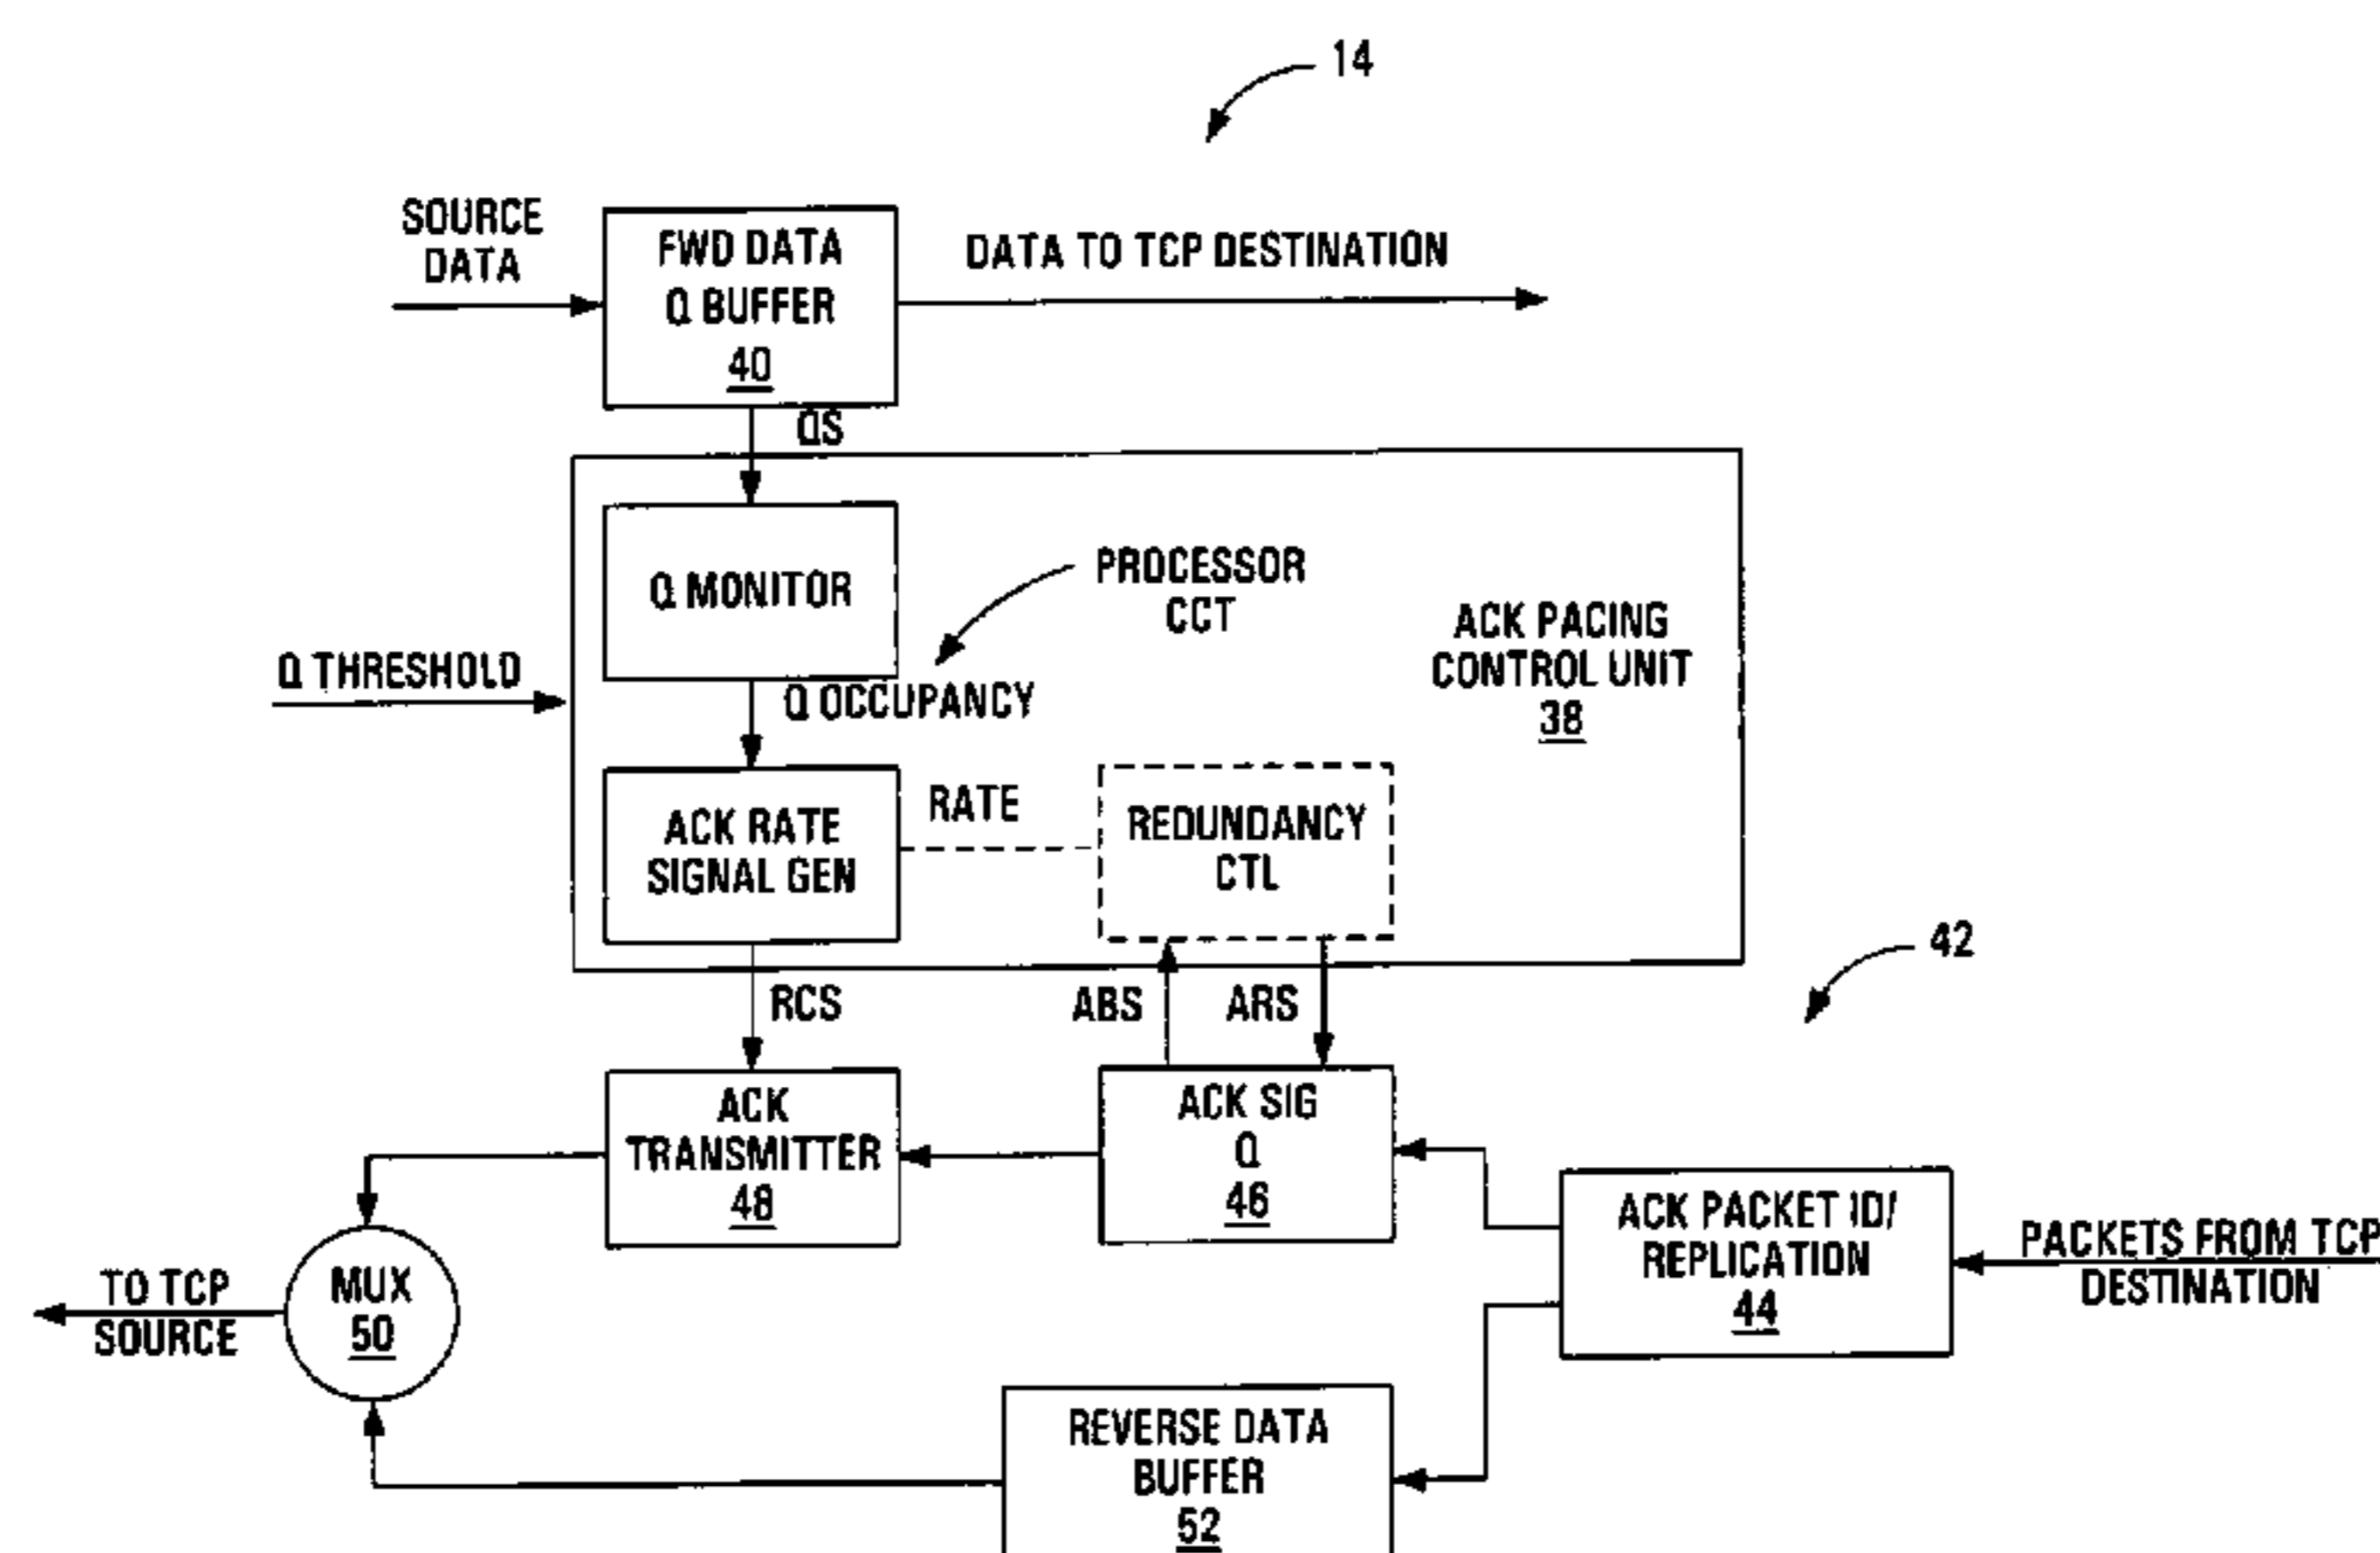 14
SOURCE
DATA
FWD DATA
Q BUFFER
40
DATA TO TCP DESTINATION
QS
Q MONITOR
PROCESSOR
CCT
ACK PACING
CONTROL UNIT
38
Q THRESHOLD
Q OCCUPANCY
ACK RATE
SIGNAL GEN
RATE
REDUNDANCY
CTL
42
RCS
ABS
ARS
ACK
TRANSMITTER
48
ACK SIG
Q
46
ACK PACKET ID/
REPLICATION
44
PACKETS FROM TCP
DESTINATION
TO TCP
SOURCE
MUX
50
REVERSE DATA
BUFFER
52